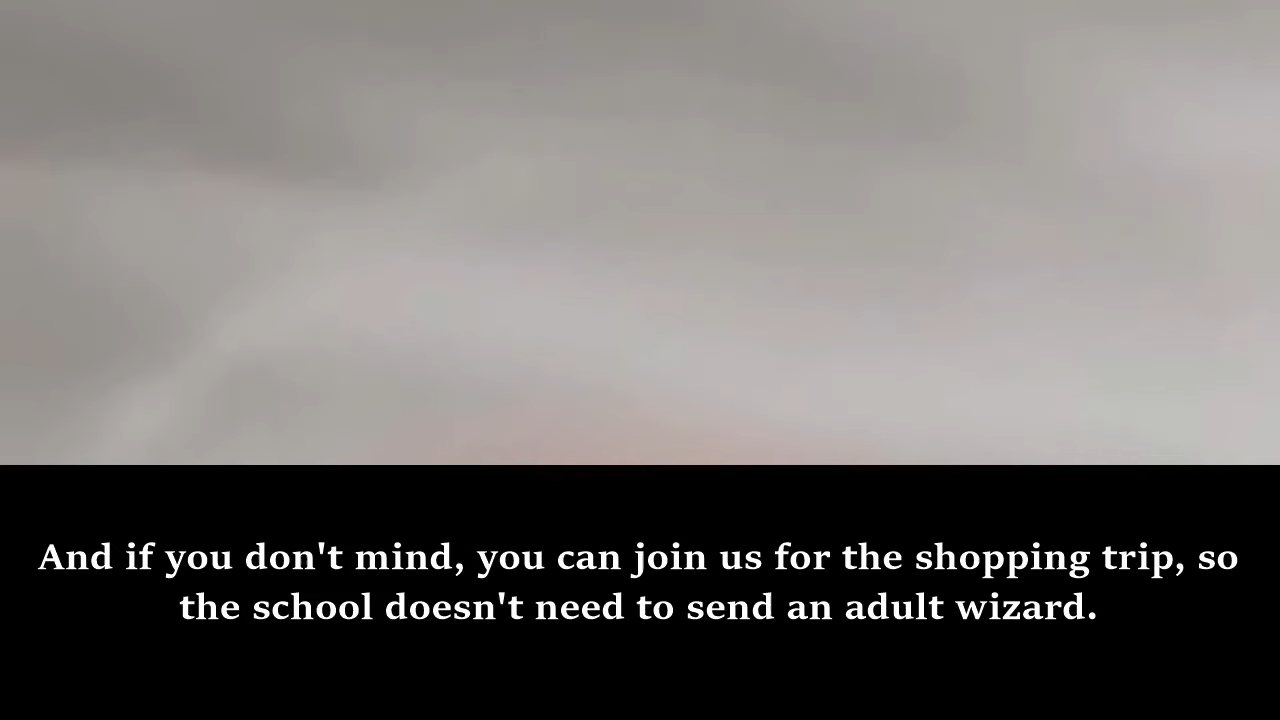 And if you don't mind, you can join us for the shopping trip, so
the school doesn't need to send an adult wizard.